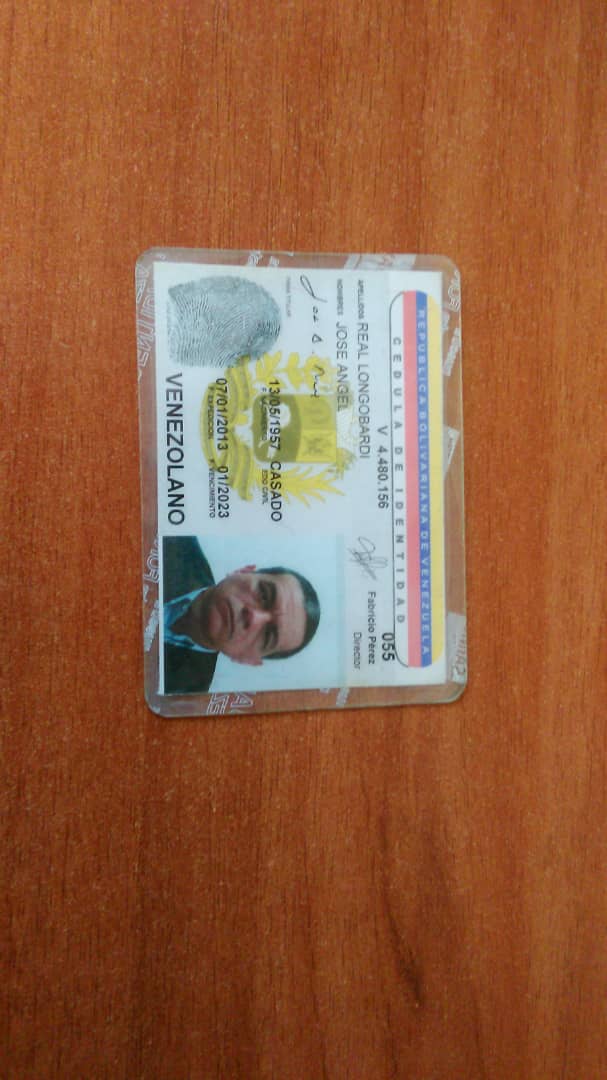 REPUBLICA BOLIVARIANA DE VENEZUELA
CEDULA DE IDENTIDAD
055
V 4.480.156
Fabricio Pérez
Director
APELLIDOS REAL LONGOBARDI
NOMBRES JOSE ANGEL
FIRMA TITULAR
13/05/1957 CASADO
F. NACIMIENTO EDO CIVIL
07/01/2013 01/2023
F. EXPEDICION F. VENCIMIENTO
VENEZOLANO